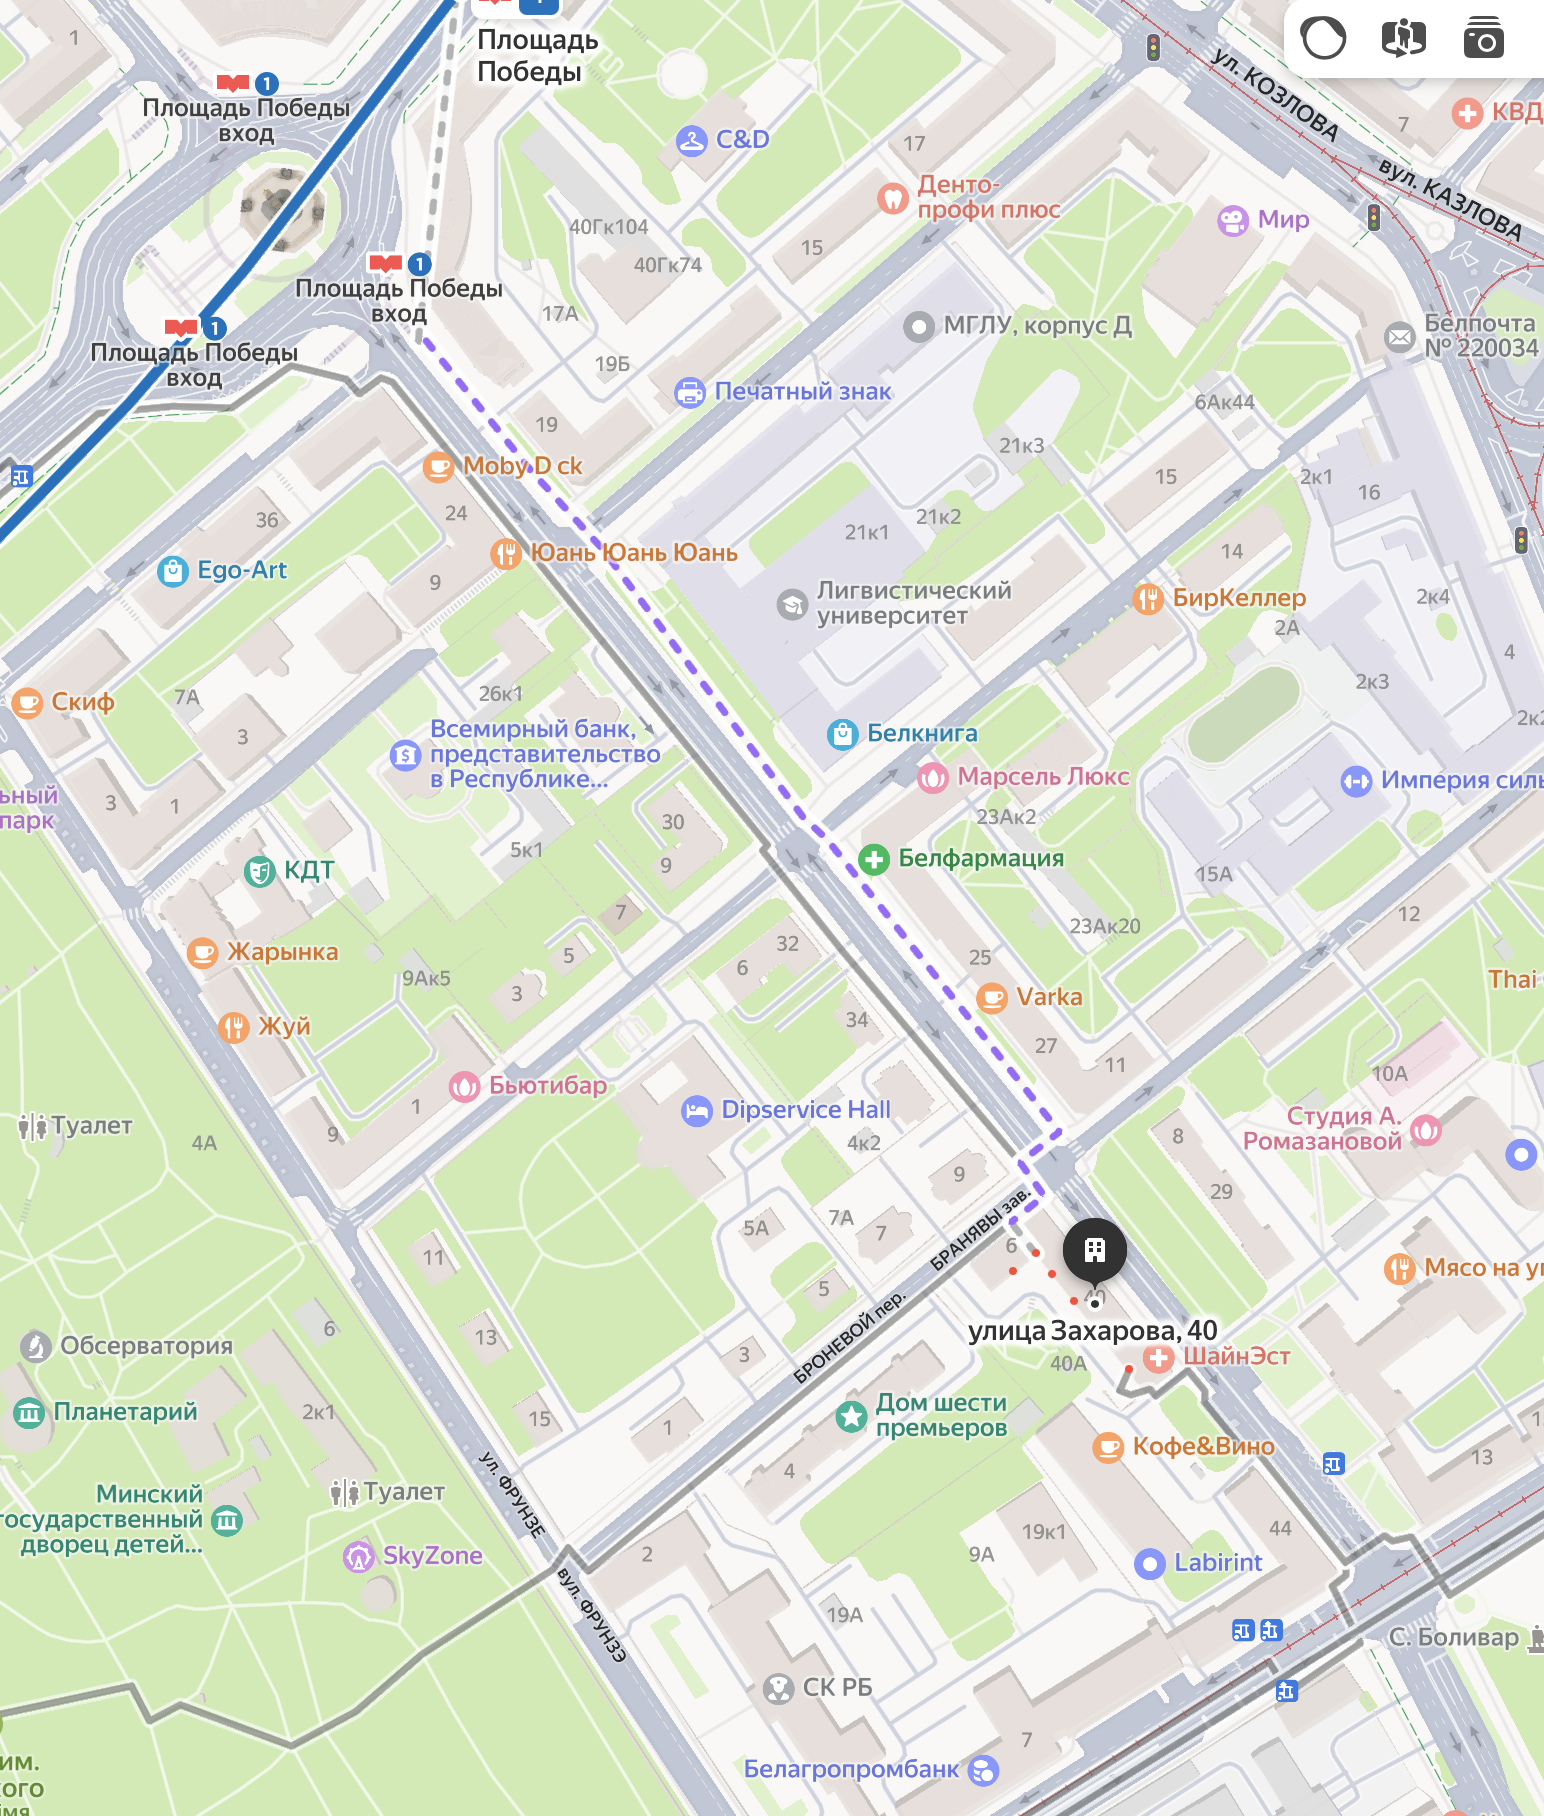 1
Площадь
Победы
1
Площадь Победы
вход
C&D
17
ул. КОЗЛОВА
7
КВД
вул. КАЗЛОВА
Денто-
профи плюс
Мир
40Гк104
40Гк74
15
1
Площадь Победы
вход
17А
1
Площадь Победы
вход
МГЛУ, корпус Д
Белпочта
№ 220034
19Б
Печатный знак
6Ак44
19
21к3
Moby D ck
15
2к1
16
36
24
21к2
21к1
Юань Юань Юань
14
Ego-Art
9
Лигвистический
университет
БирКеллер
2к4
2А
4
Скиф
7А
26к1
2к3
3
Всемирный банк,
представительство
в Республике...
Белкнига
Марсель Люкс
Империя
ьный
парк
3
1
30
23Ак2
5к1
9
Белфармация
КДТ
15А
7
23Ак20
12
Жарынка
32
5
6
25
9Ак5
3
Varka
Thai
Жуй
34
27
11
10А
Бьютибар
1
Dipservice Hall
Туалет
4А
9
4к2
8
Студия А.
Ромазановой
9
29
БРАНЯВЫ зав.
5А
7А
7
6
11
Мясо на
5
40
улица Захарова, 40
Обсерватория
6
13
БРОНЕВОЙ пер.
3
40А
ШайнЭст
Планетарий
2к1
15
1
Дом шести
премьеров
Кофе&Вино
13
4
ул. ФРУНЗЕ
Туалет
Минский
государственный
дворец детей...
SkyZone
2
19к1
44
9А
Labirint
вул. ФРУНЗЭ
19А
С. Боливар
СК РБ
7
Белагропромбанк
им.